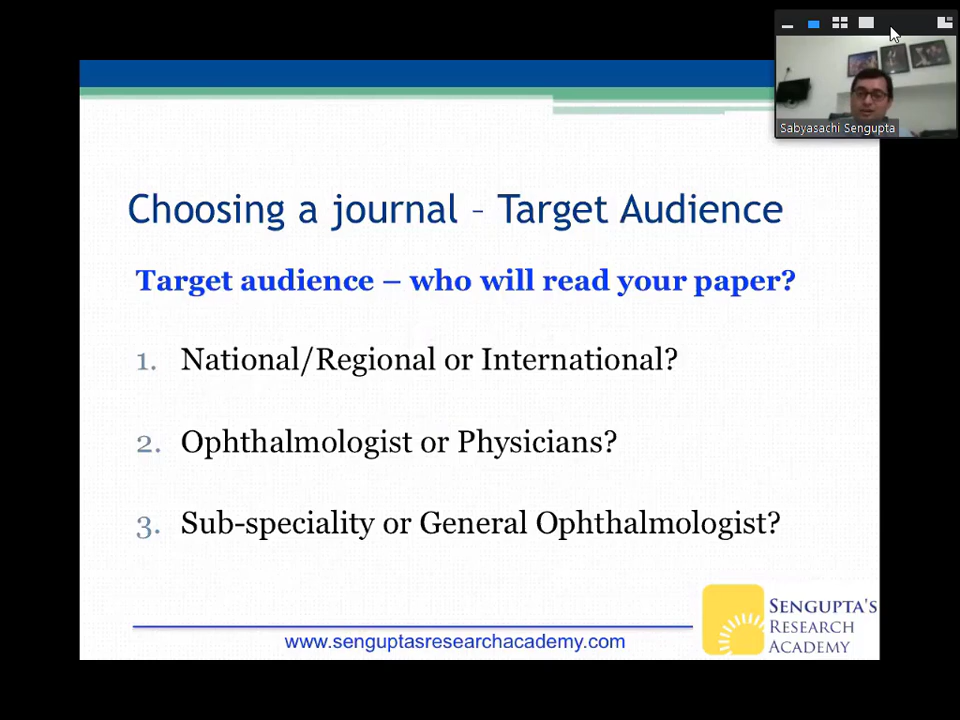 Sabyasachi Sengupta
Choosing a journal – Target Audience
Target audience – who will read your paper?
1. National/Regional or International?
2. Ophthalmologist or Physicians?
3. Sub-speciality or General Ophthalmologist?
www.senguptasresearchacademy.com
SENGUPTA'S
RESEARCH
ACADEMY